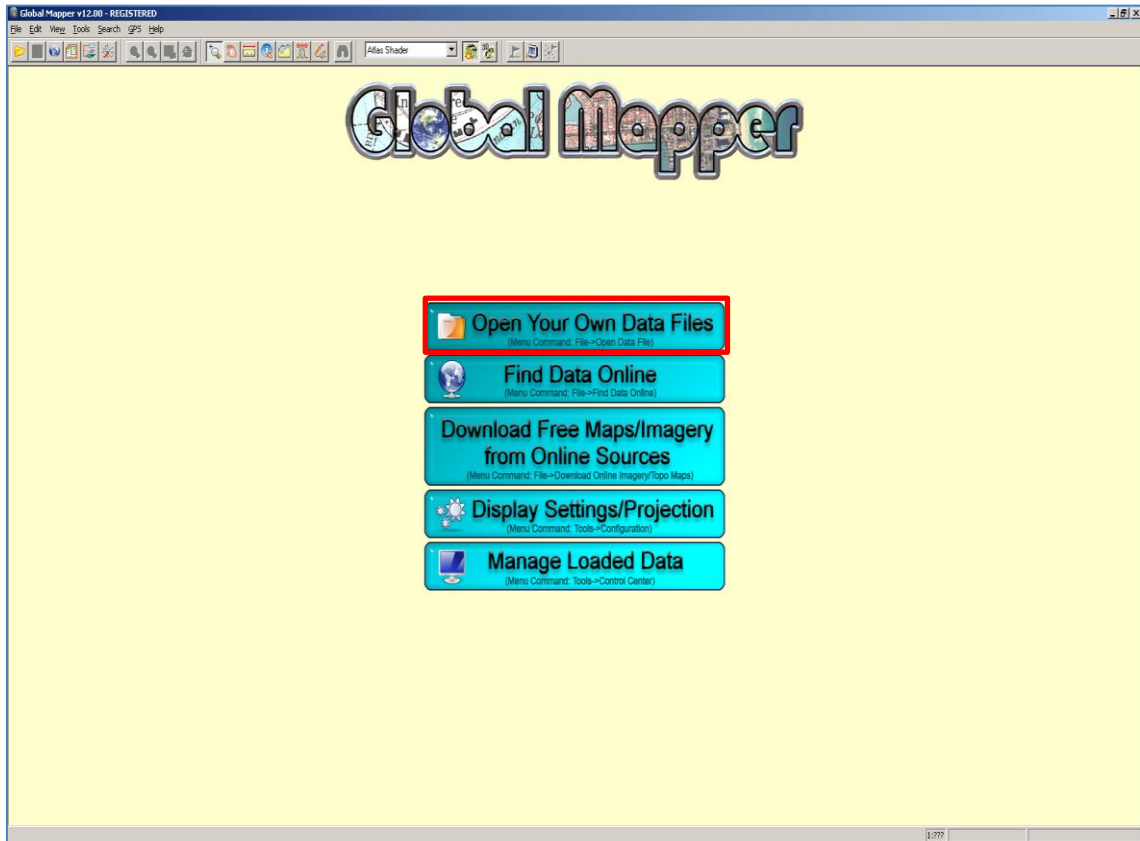 Global Mapper v12.00 - REGISTERED
File Edit View Tools Search GPS Help
Atlas Shader
Global Mapper
Open Your Own Data Files
(Menu Command: File->Open Data File)
Find Data Online
(Menu Command: File->Find Data Online)
Download Free Maps/Imagery
from Online Sources
(Menu Command: File->Download Online Imagery/Topo Maps)
Display Settings/Projection
(Menu Command: Tools->Configuration)
Manage Loaded Data
(Menu Command: Tools->Control Center)
1:???